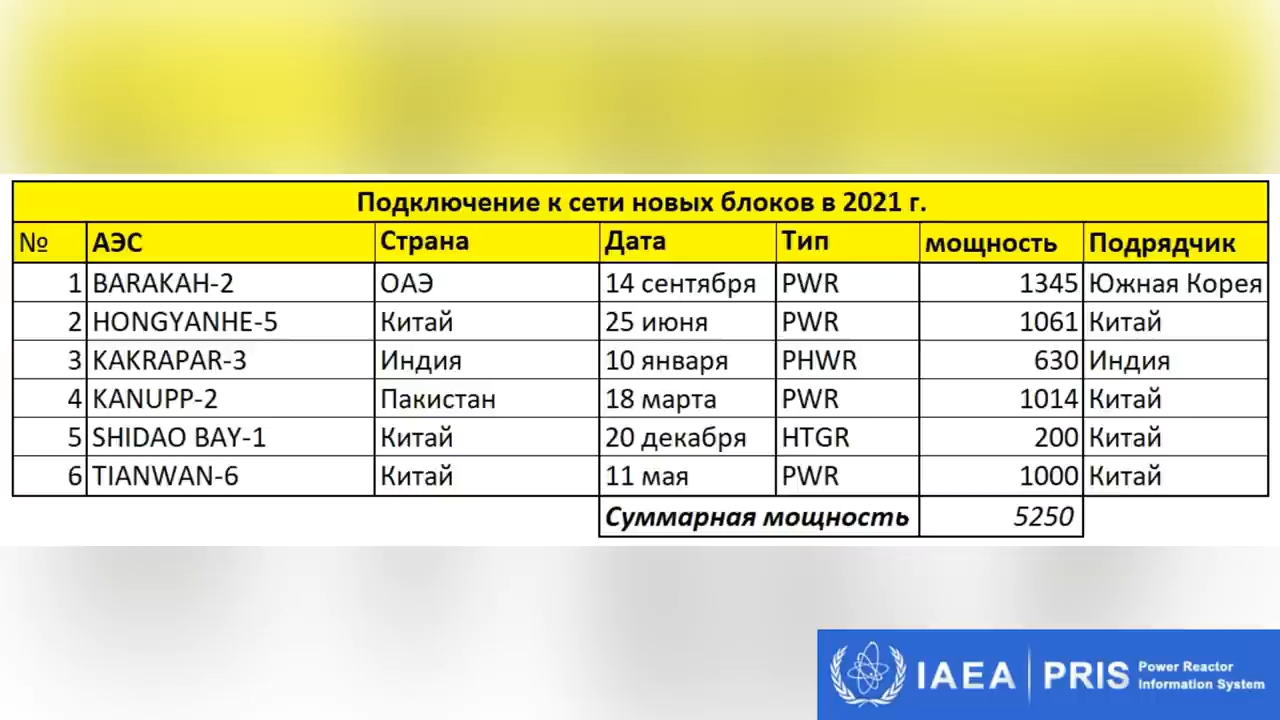 Подключение к сети новых блоков в 2021 г.
№ АЭС Страна Дата Тип мощность Подрядчик
1 BARAKAH-2 ОАЭ 14 сентября PWR 1345 Южная Корея
2 HONGYANHE-5 Китай 25 июня PWR 1061 Китай
3 KAKRAPAR-3 Индия 10 января PHWR 630 Индия
4 KANUPP-2 Пакистан 18 марта PWR 1014 Китай
5 SHIDAO BAY-1 Китай 20 декабря HTGR 200 Китай
6 TIANWAN-6 Китай 11 мая PWR 1000 Китай
Суммарная мощность 5250
IAEA PRIS Power Reactor
Information System